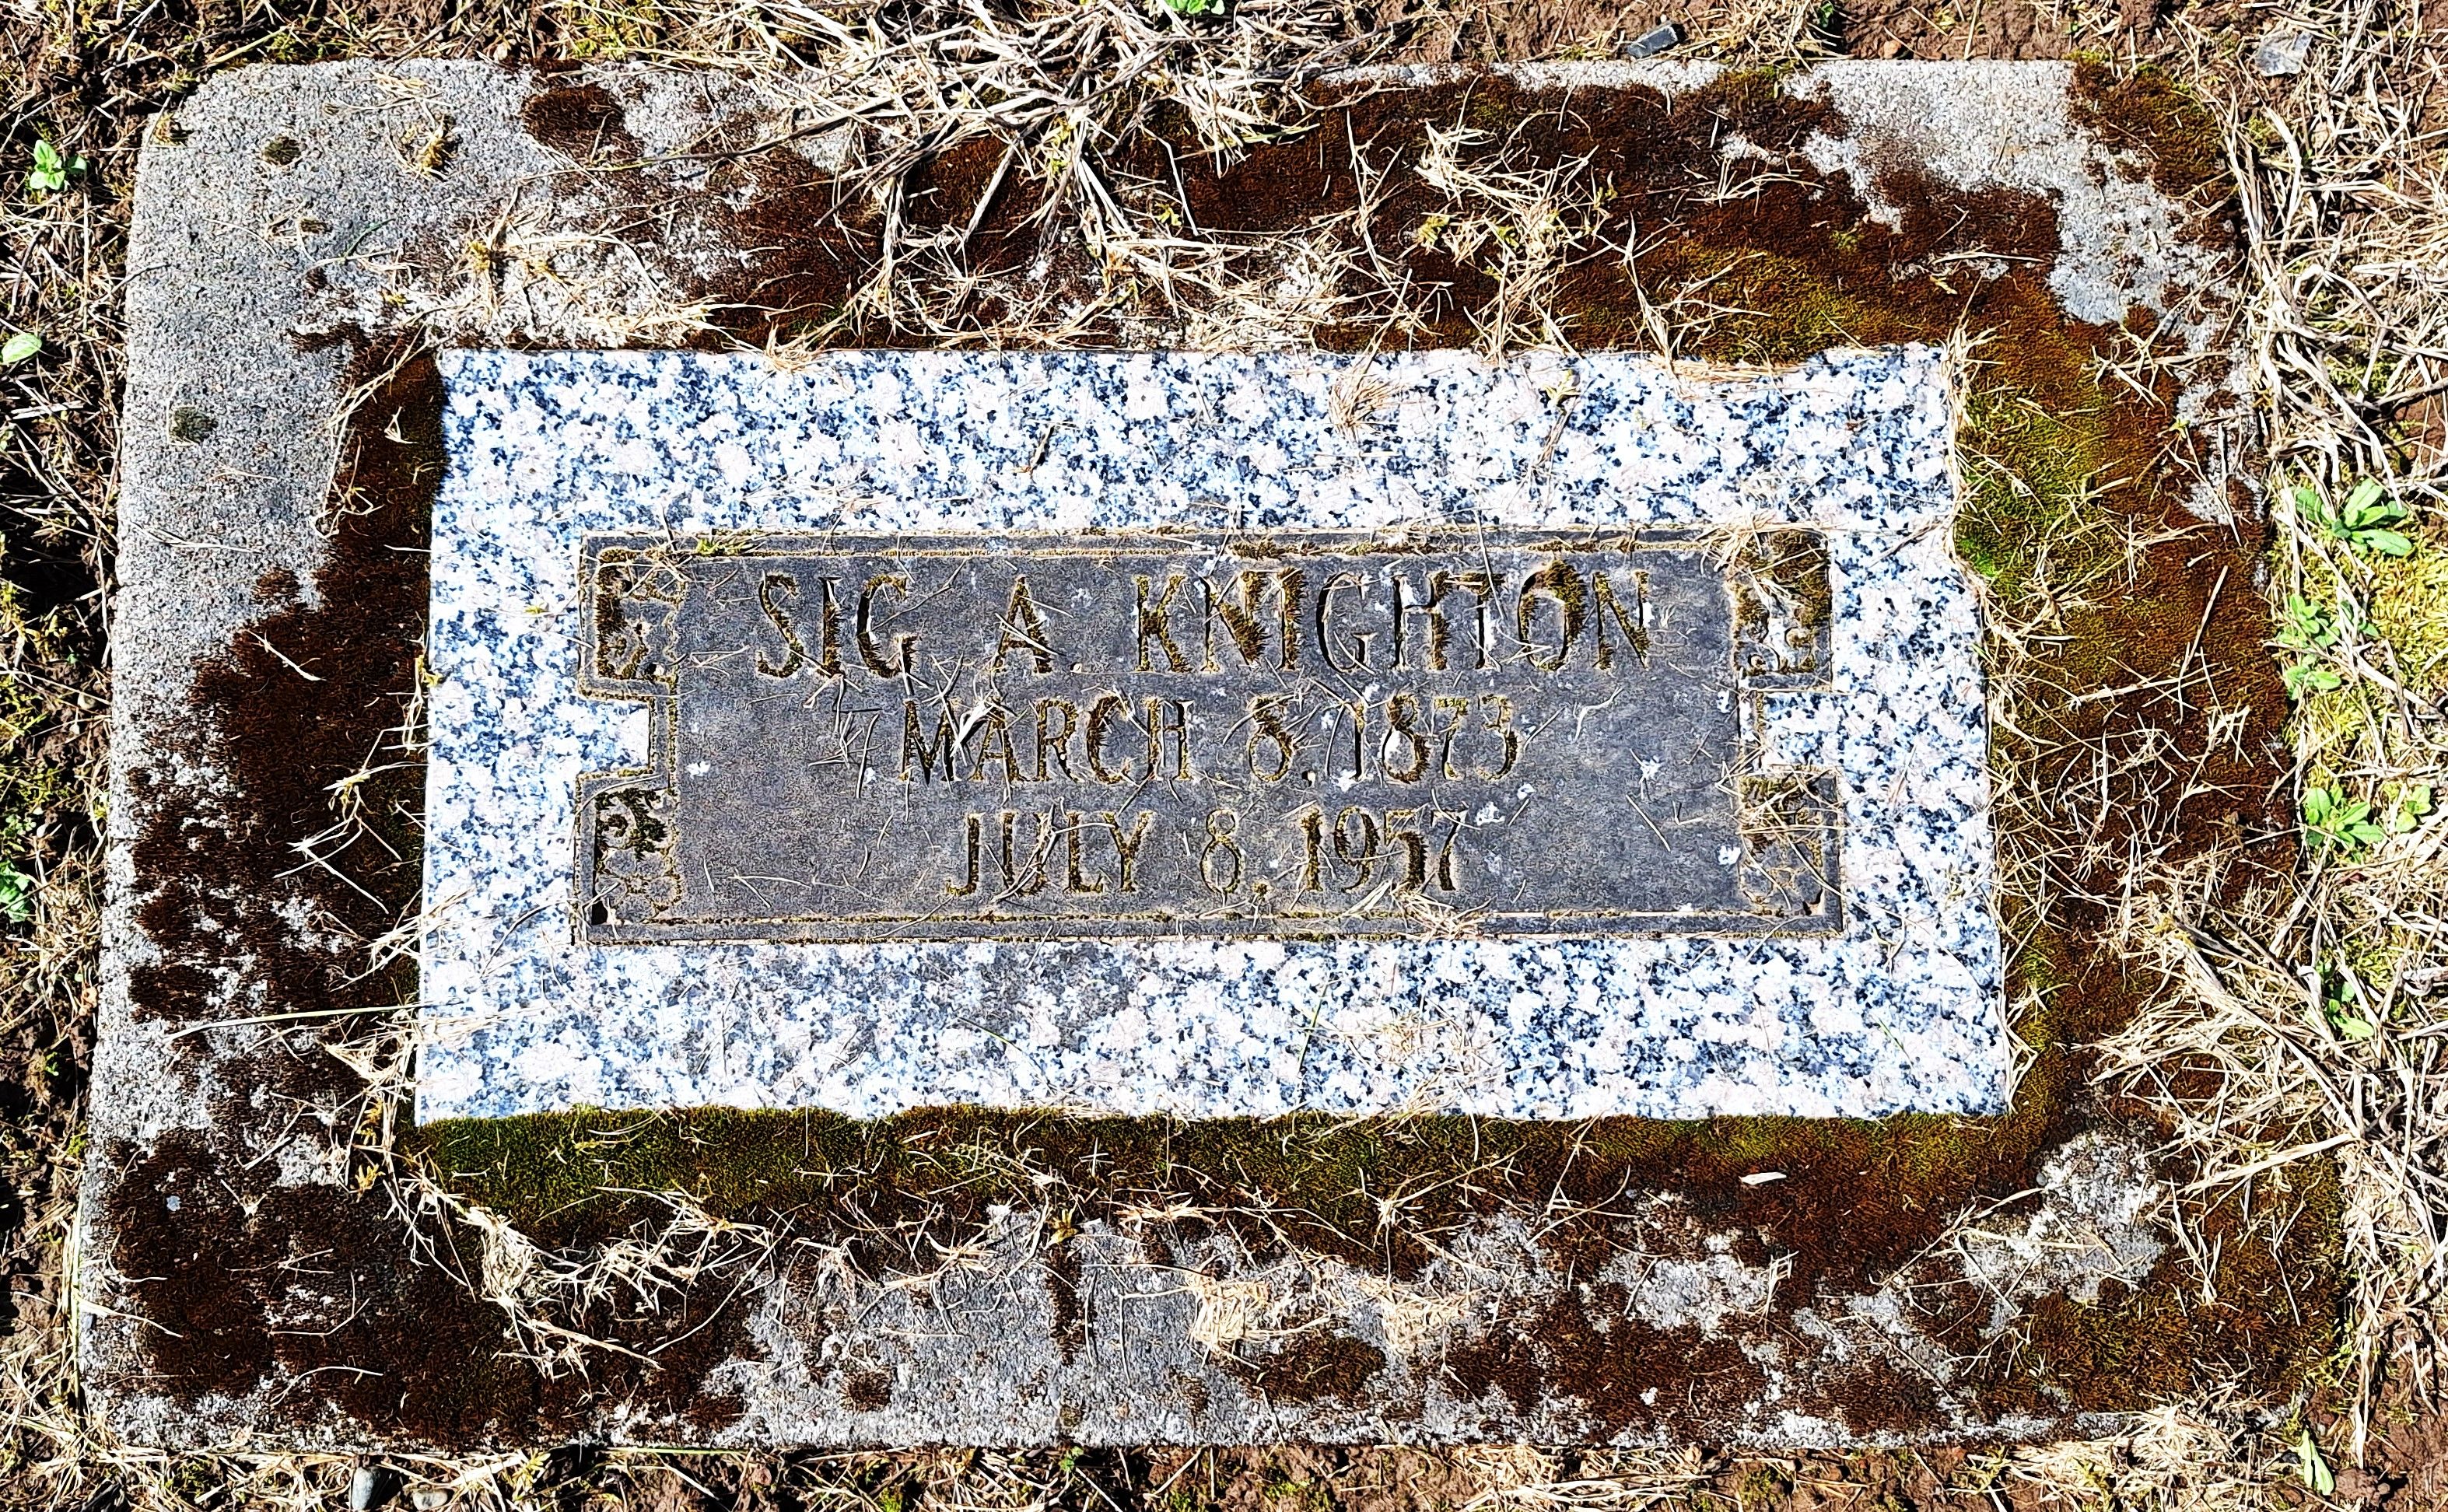 SIG A KNIGHTON
MARCH 8, 1873
JULY 8, 1957